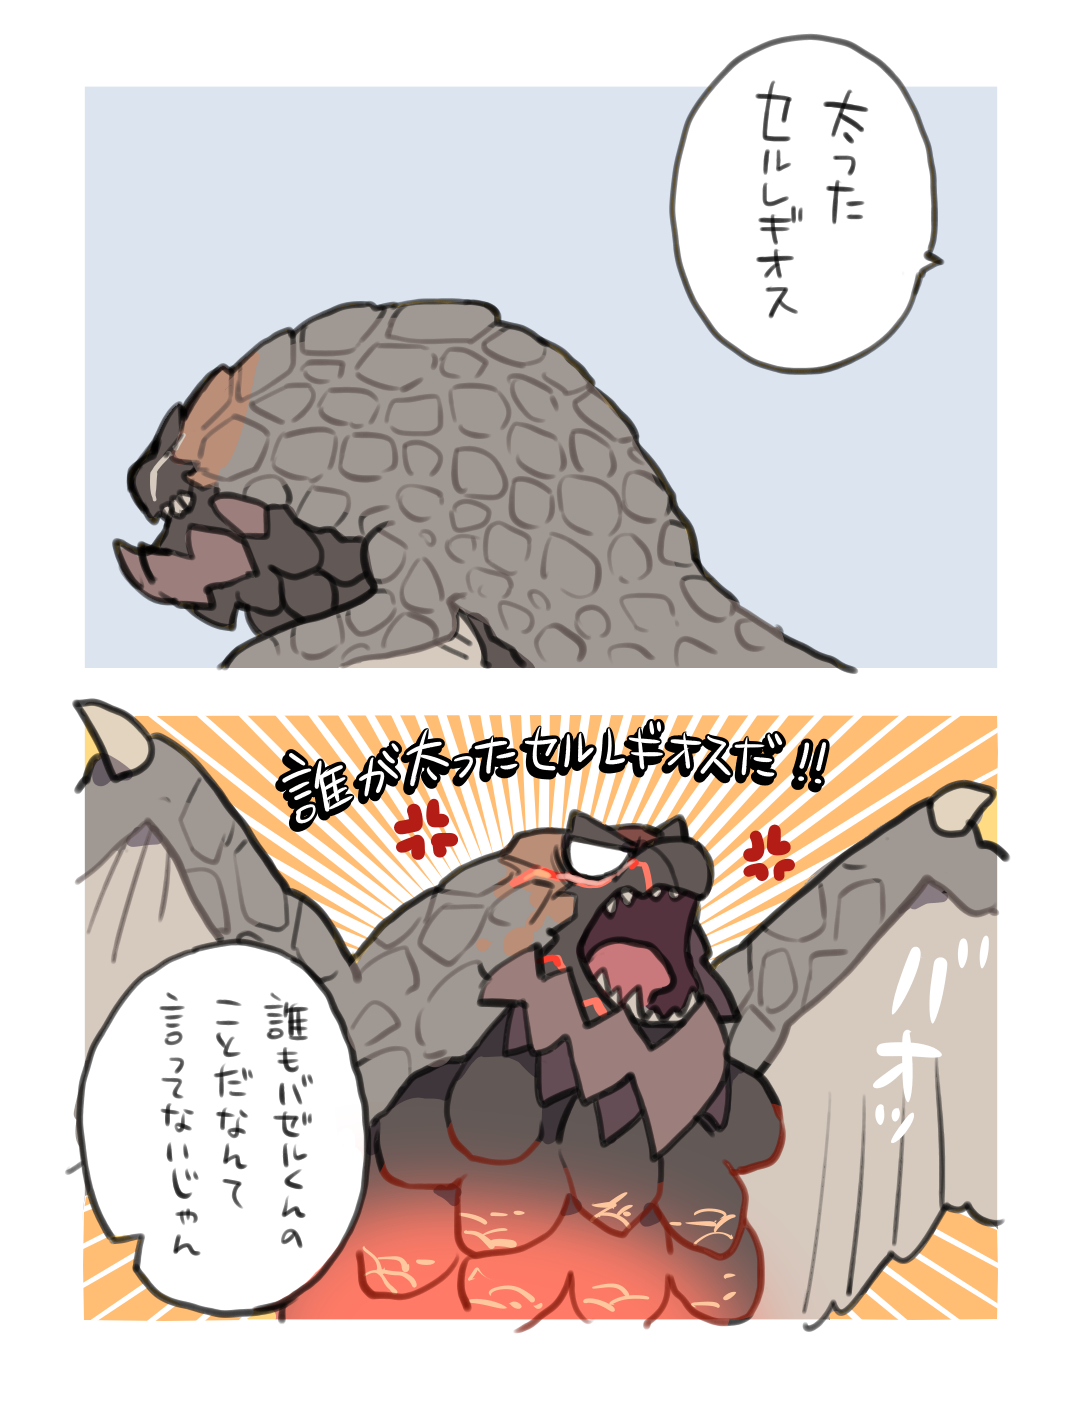 太った
セルレギオス
誰が太ったセルレギオスだ!!
バオッ
誰もバゼルくんの
ことだなんて
言ってないじゃん